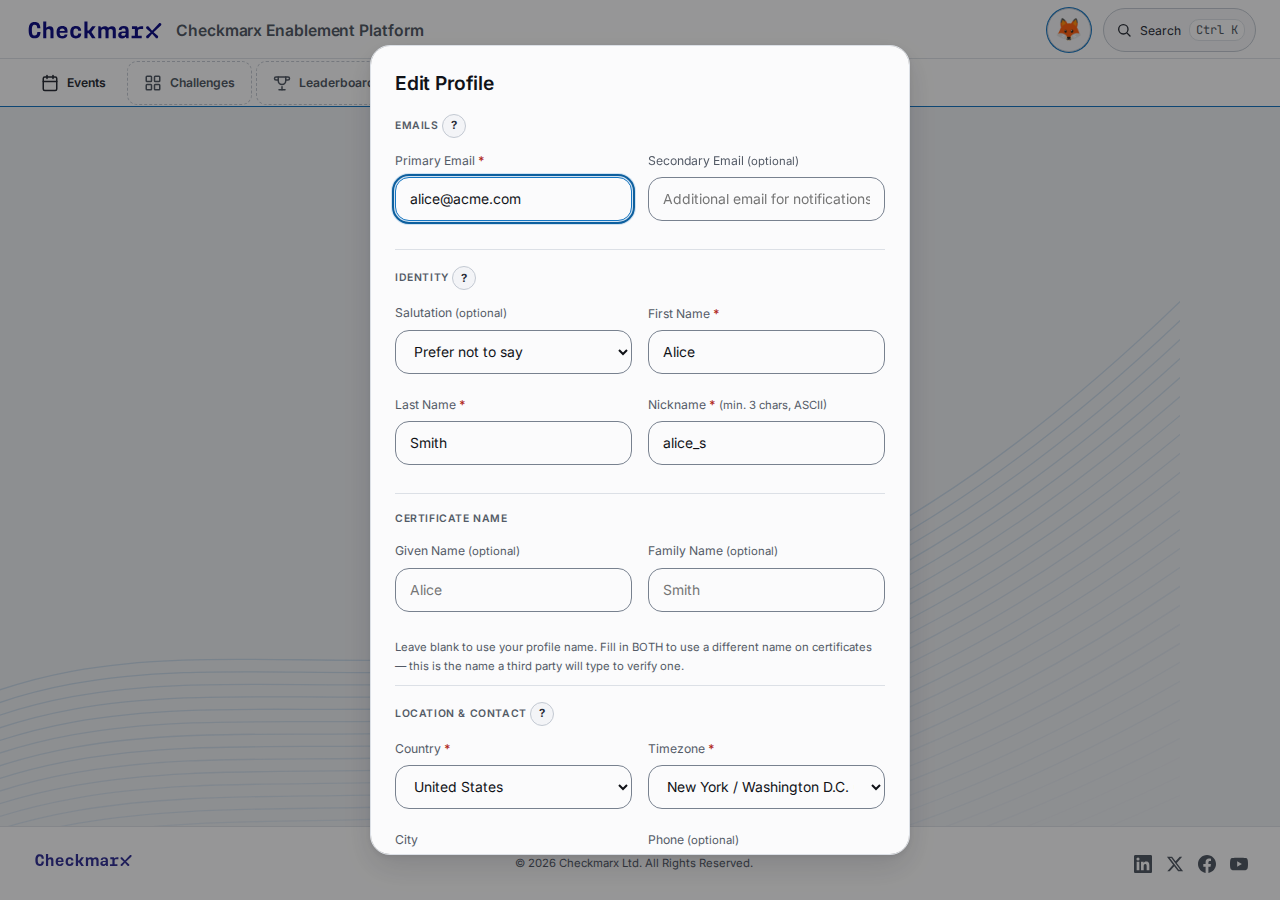 Checkmarx Checkmarx Enablement Platform Search Ctrl K
Events Challenges Leaderboard
Edit Profile
EMAILS ?
Primary Email * Secondary Email (optional)
alice@acme.com Additional email for notifications
IDENTITY ?
Salutation (optional) First Name *
Prefer not to say Alice
Last Name * Nickname * (min. 3 chars, ASCII)
Smith alice_s
CERTIFICATE NAME
Given Name (optional) Family Name (optional)
Alice Smith
Leave blank to use your profile name. Fill in BOTH to use a different name on certificates
— this is the name a third party will type to verify one.
LOCATION & CONTACT ?
Country * Timezone *
United States New York / Washington D.C.
City Phone (optional)
Checkmarx © 2026 Checkmarx Ltd. All Rights Reserved.